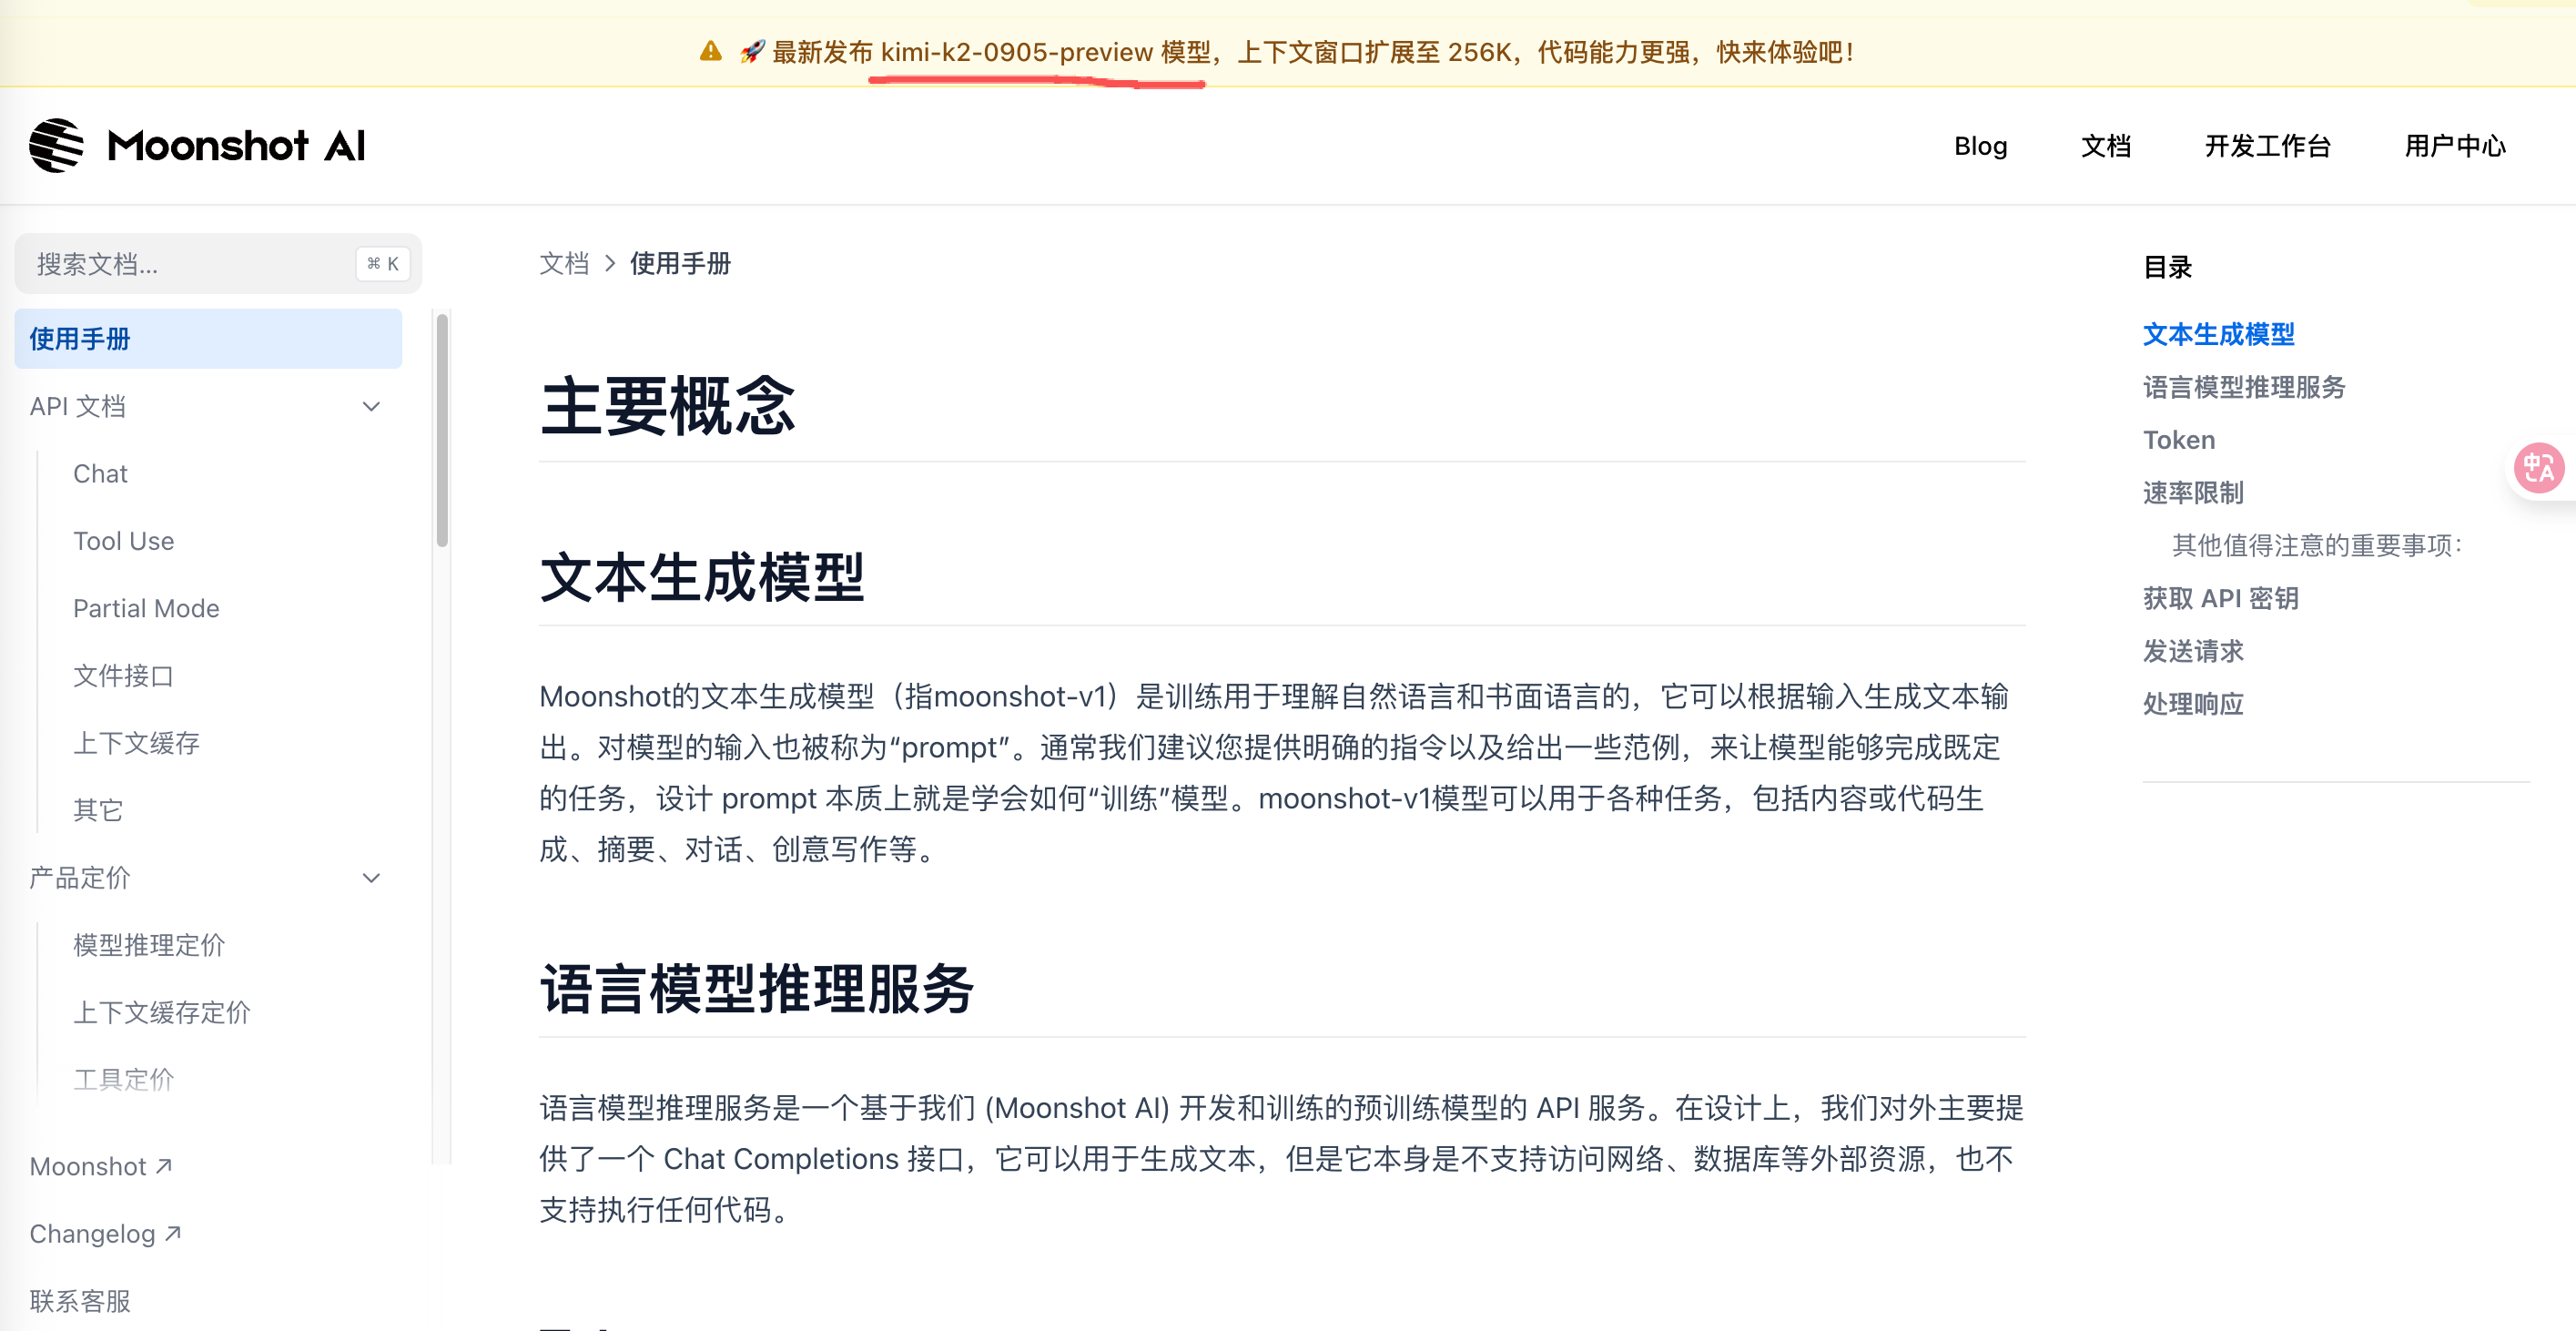 ⚠ 🚀 最新发布 kimi-k2-0905-preview 模型，上下文窗口扩展至 256K，代码能力更强，快来体验吧！
Moonshot AI
Blog
文档
开发工作台
用户中心
搜索文档...
⌘ K
使用手册
API 文档
Chat
Tool Use
Partial Mode
文件接口
上下文缓存
其它
产品定价
模型推理定价
上下文缓存定价
工具定价
Moonshot ↗
Changelog ↗
联系客服
文档 > 使用手册
主要概念
文本生成模型
Moonshot的文本生成模型（指moonshot-v1）是训练用于理解自然语言和书面语言的，它可以根据输入生成文本输
出。对模型的输入也被称为“prompt”。通常我们建议您提供明确的指令以及给出一些范例，来让模型能够完成既定
的任务，设计 prompt 本质上就是学会如何“训练”模型。moonshot-v1模型可以用于各种任务，包括内容或代码生
成、摘要、对话、创意写作等。
语言模型推理服务
语言模型推理服务是一个基于我们 (Moonshot AI) 开发和训练的预训练模型的 API 服务。在设计上，我们对外主要提
供了一个 Chat Completions 接口，它可以用于生成文本，但是它本身是不支持访问网络、数据库等外部资源，也不
支持执行任何代码。
目录
文本生成模型
语言模型推理服务
Token
速率限制
其他值得注意的重要事项：
获取 API 密钥
发送请求
处理响应
中A